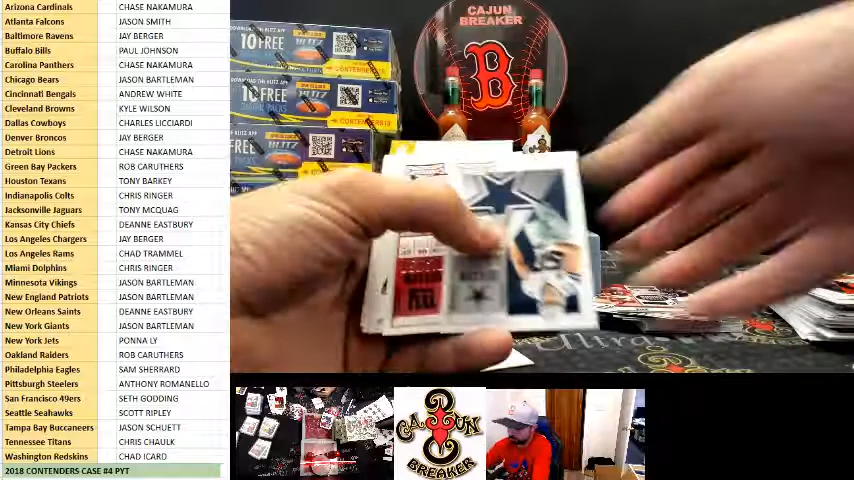 Arizona Cardinals CHASE NAKAMURA
Atlanta Falcons JASON SMITH
Baltimore Ravens JAY BERGER
Buffalo Bills PAUL JOHNSON
Carolina Panthers CHASE NAKAMURA
Chicago Bears JASON BARTLEMAN
Cincinnati Bengals ANDREW WHITE
Cleveland Browns KYLE WILSON
Dallas Cowboys CHARLES LICCIARDI
Denver Broncos JAY BERGER
Detroit Lions CHASE NAKAMURA
Green Bay Packers ROB CARUTHERS
Houston Texans TONY BARKEY
Indianapolis Colts CHRIS RINGER
Jacksonville Jaguars TONY MCQUAG
Kansas City Chiefs DEANNE EASTBURY
Los Angeles Chargers JAY BERGER
Los Angeles Rams CHAD TRAMMEL
Miami Dolphins CHRIS RINGER
Minnesota Vikings JASON BARTLEMAN
New England Patriots JASON BARTLEMAN
New Orleans Saints DEANNE EASTBURY
New York Giants JASON BARTLEMAN
New York Jets PONNA LY
Oakland Raiders ROB CARUTHERS
Philadelphia Eagles SAM SHERRARD
Pittsburgh Steelers ANTHONY ROMANELLO
San Francisco 49ers SETH GODDING
Seattle Seahawks SCOTT RIPLEY
Tampa Bay Buccaneers JASON SCHUETT
Tennessee Titans CHRIS CHAULK
Washington Redskins CHAD ICARD
2018 CONTENDERS CASE #4 PYT
CAJUN
BREAKER
B
10 FREE
BLITZ
10 FREE
BLITZ
FREE
CAJUN
BREAKER